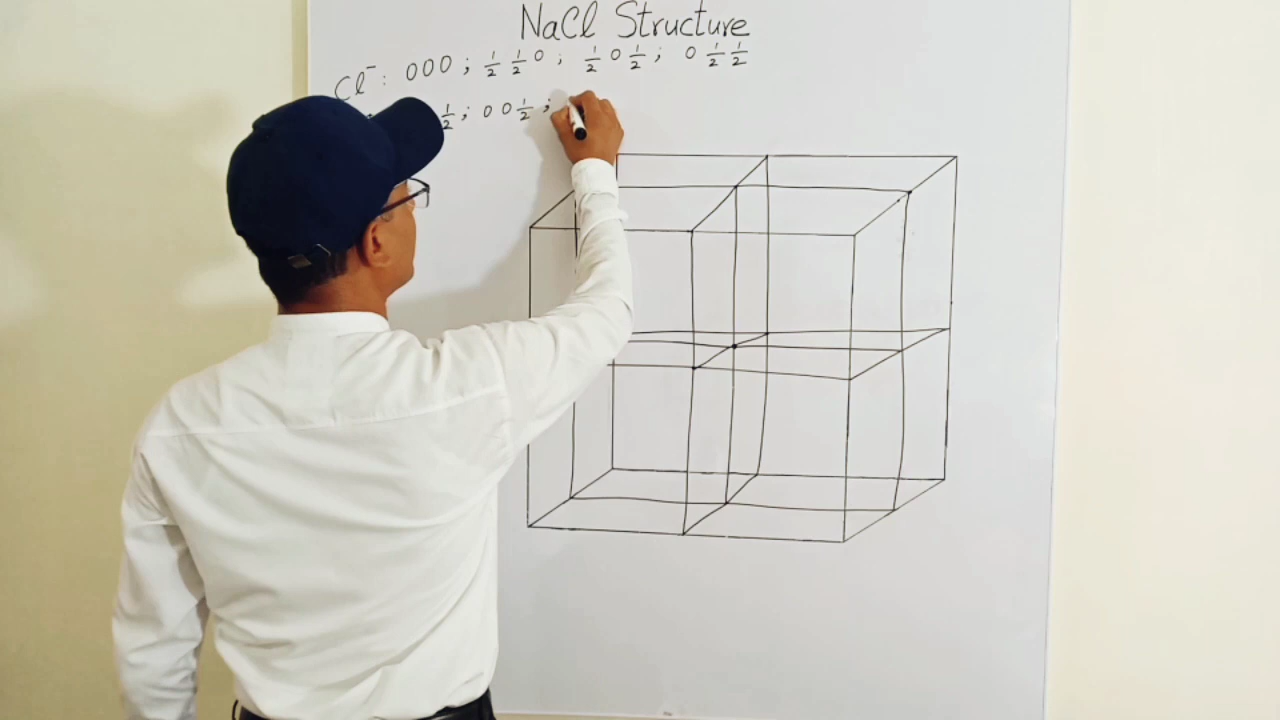 NaCl Structure
Cl⁻ : 000 ; ½ ½ 0 ; ½ 0 ½ ; 0 ½ ½
½ ; 0 0 ½ ;